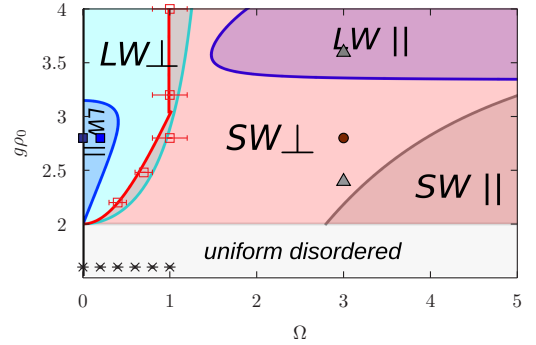 4
3.5
3
2.5
2
gρ₀
LW⊥
LW ||
LW ||
SW⊥
SW ||
uniform disordered
0
1
2
3
4
5
Ω